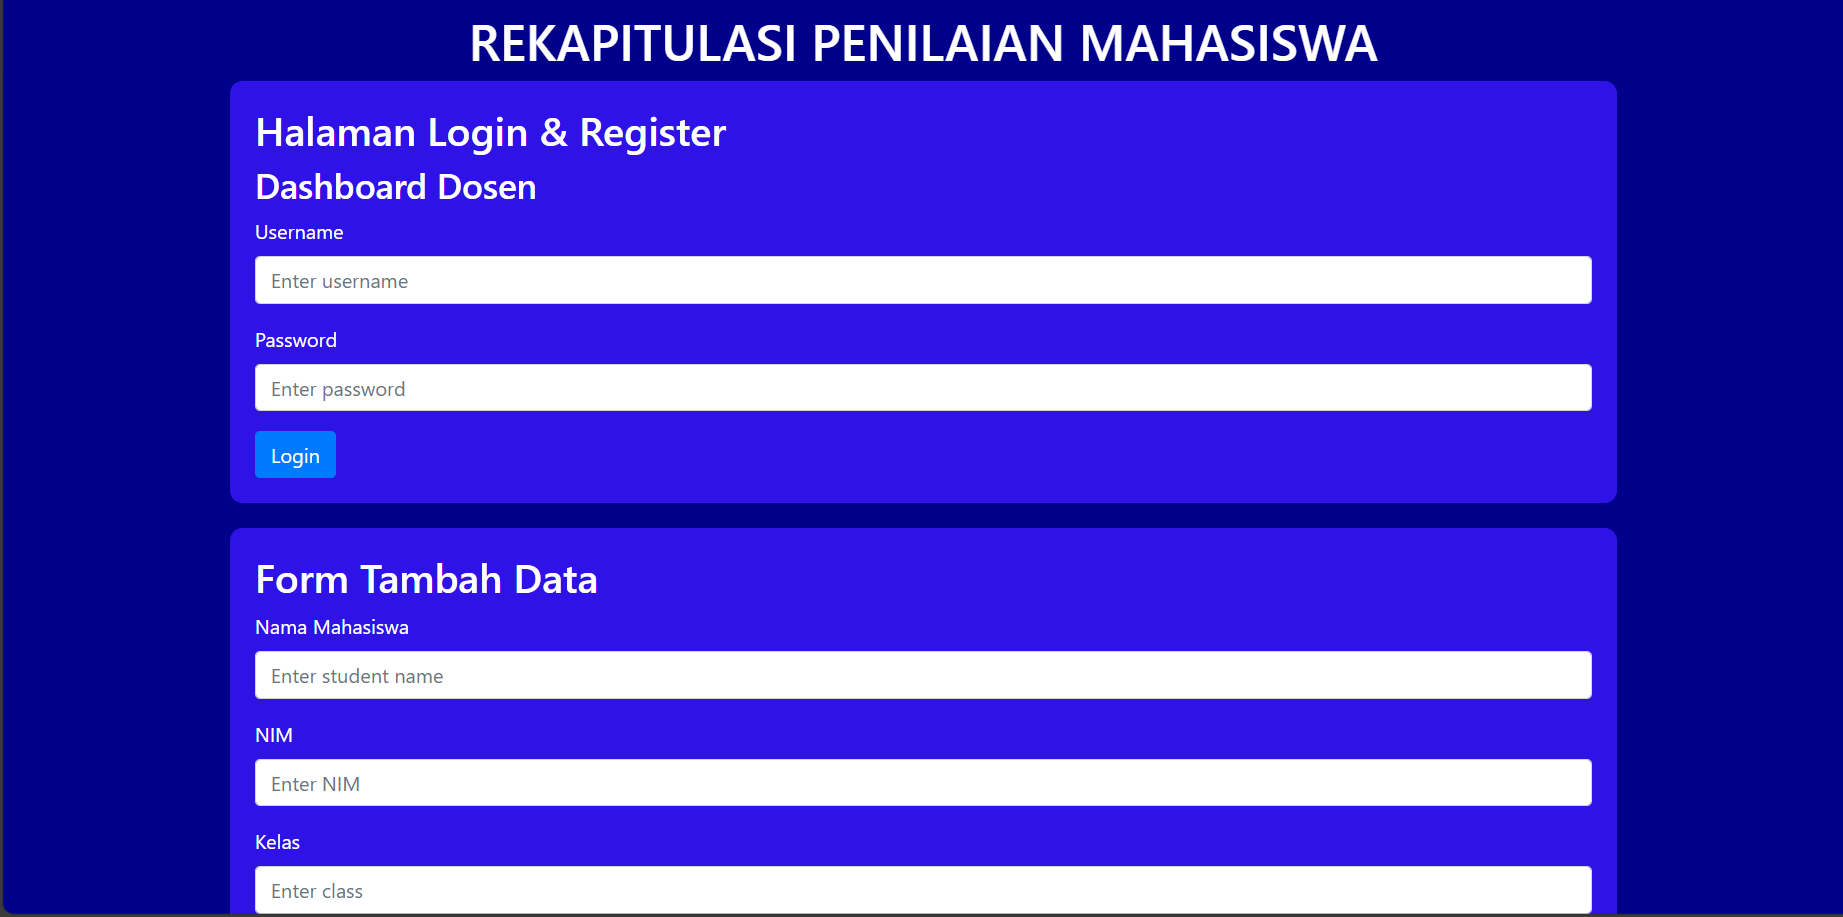 REKAPITULASI PENILAIAN MAHASISWA
Halaman Login & Register
Dashboard Dosen
Username
Enter username
Password
Enter password
Login
Form Tambah Data
Nama Mahasiswa
Enter student name
NIM
Enter NIM
Kelas
Enter class